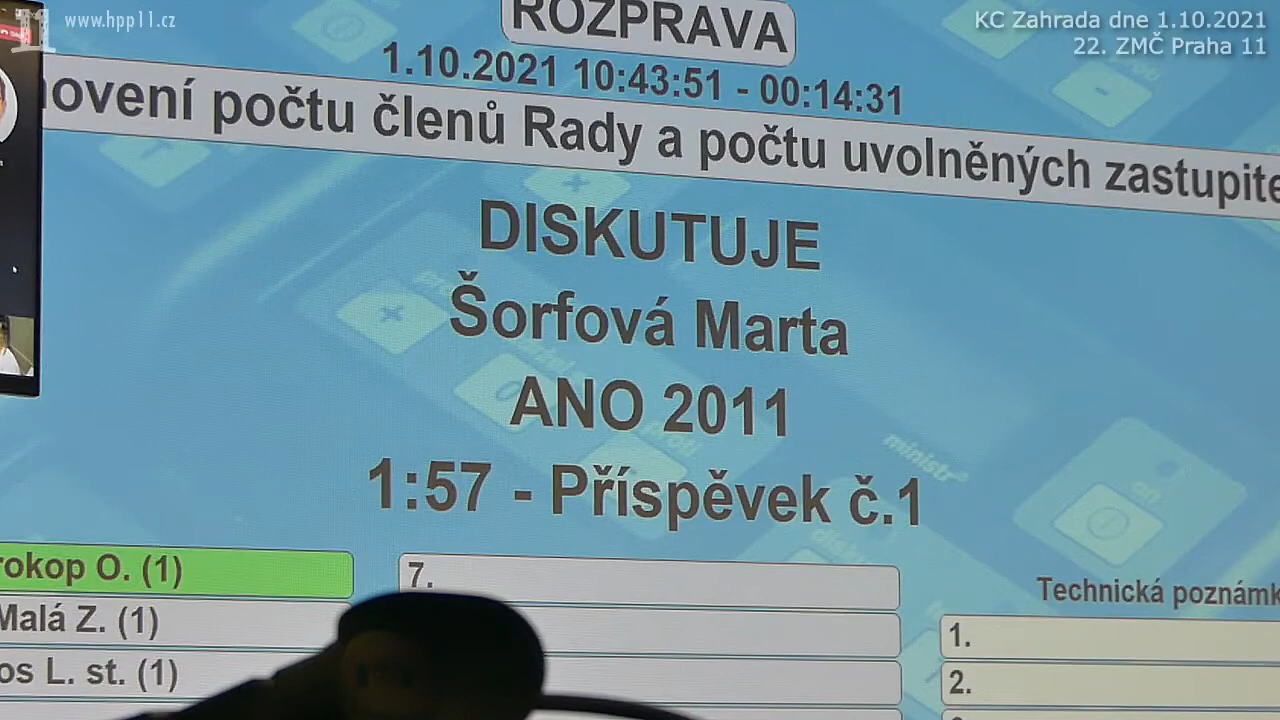 www.hpp11.cz
KC Zahrada dne 1.10.2021
22. ZMČ Praha 11
ROZPRAVA
1.10.2021 10:43:51 - 00:14:31
ovení počtu členů Rady a počtu uvolněných zastupite
DISKUTUJE
Šorfová Marta
ANO 2011
1:57 - Příspěvek č.1
rokop O. (1)
Malá Z. (1)
os L. st. (1)
7.
Technická poznámk
1.
2.
ministr